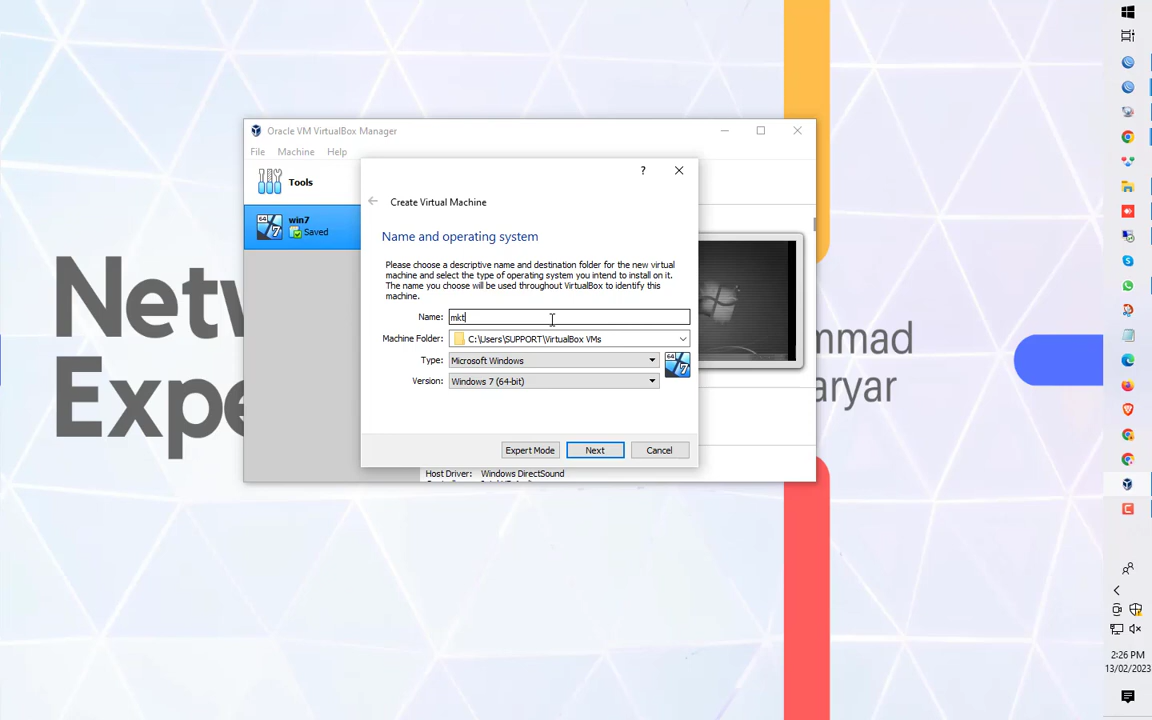 Netw
Expe
mmad
aryar
Oracle VM VirtualBox Manager
File Machine Help
Tools
win7
Saved
64
?
Create Virtual Machine
Name and operating system
Please choose a descriptive name and destination folder for the new virtual
machine and select the type of operating system you intend to install on it.
The name you choose will be used throughout VirtualBox to identify this
machine.
Name: mkt
Machine Folder: C:\Users\SUPPORT\VirtualBox VMs
Type: Microsoft Windows
64
Version: Windows 7 (64-bit)
Expert Mode Next Cancel
Host Driver: Windows DirectSound
2:26 PM
13/02/2023